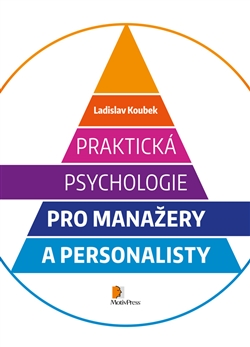 Ladislav Koubek
PRAKTICKÁ
PSYCHOLOGIE
PRO MANAŽERY
A PERSONALISTY
MotivPress